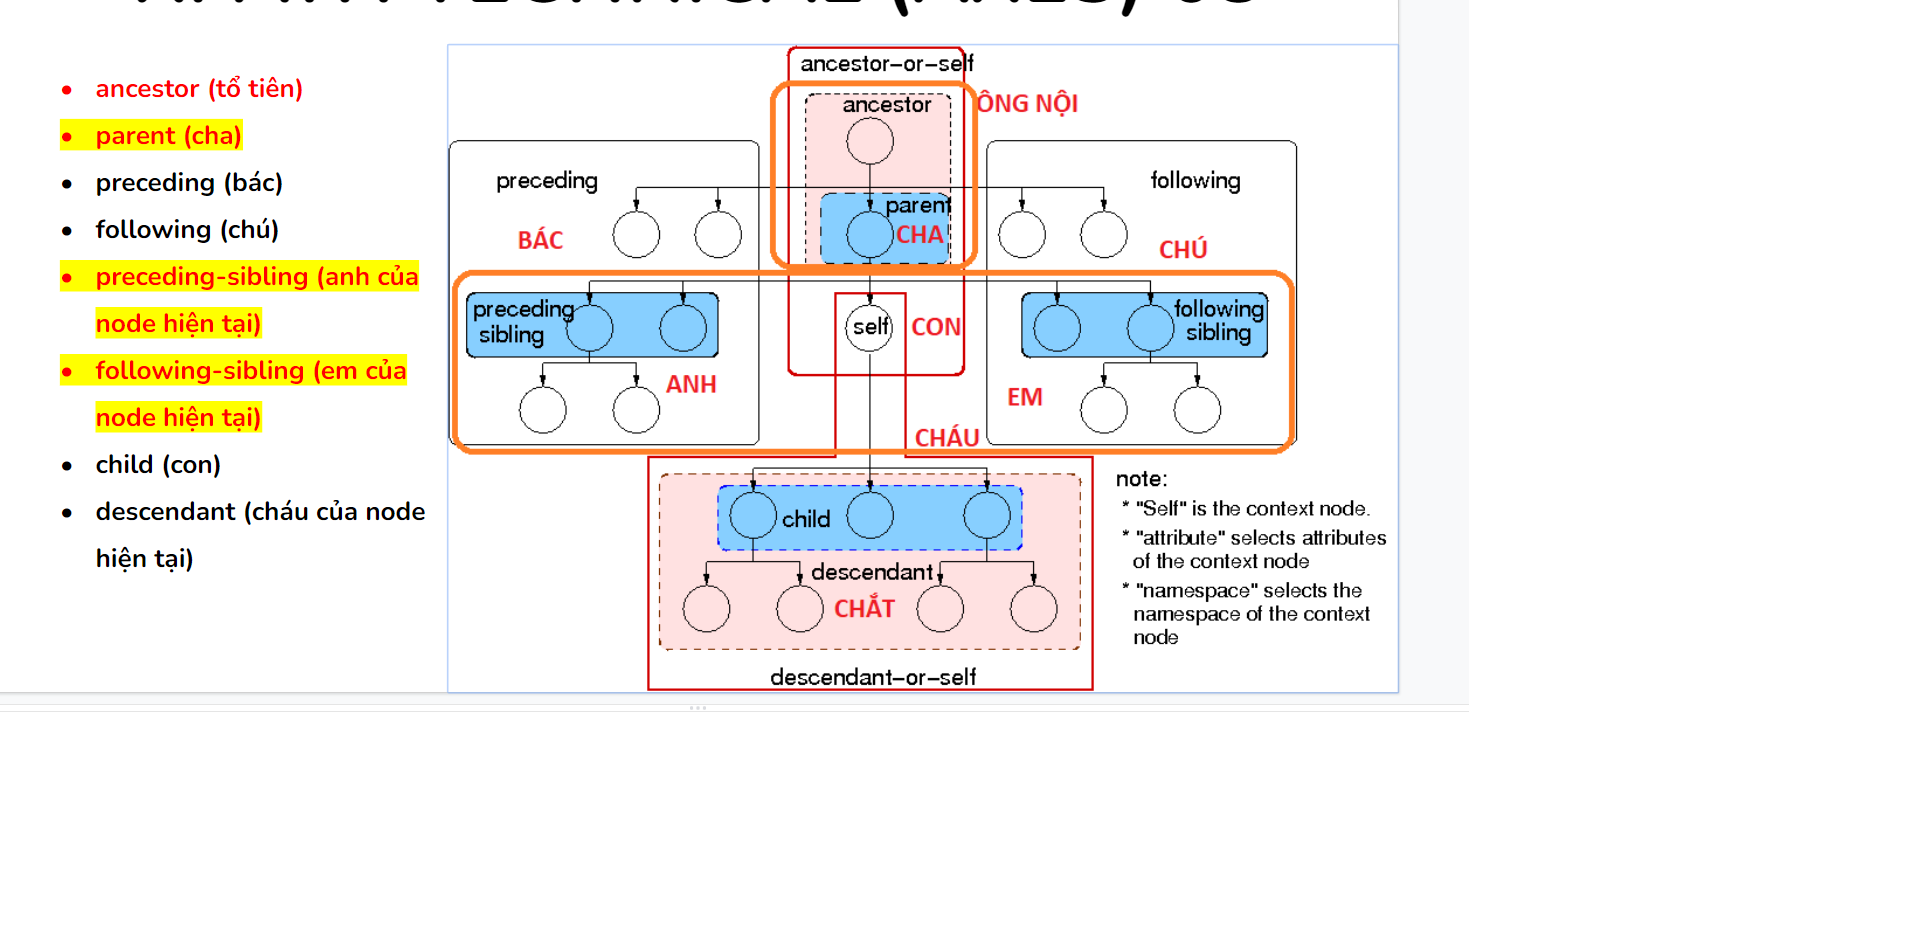 • ancestor (tổ tiên)
• parent (cha)
• preceding (bác)
• following (chú)
• preceding-sibling (anh của
node hiện tại)
• following-sibling (em của
node hiện tại)
• child (con)
• descendant (cháu của node
hiện tại)
ancestor-or-self
ancestor
ÔNG NỘI
preceding
following
parent
BÁC
CHA
CHÚ
preceding
sibling
self
CON
following
sibling
ANH
EM
CHÁU
child
descendant
CHẮT
descendant-or-self
note:
* "Self" is the context node.
* "attribute" selects attributes
of the context node
* "namespace" selects the
namespace of the context
node